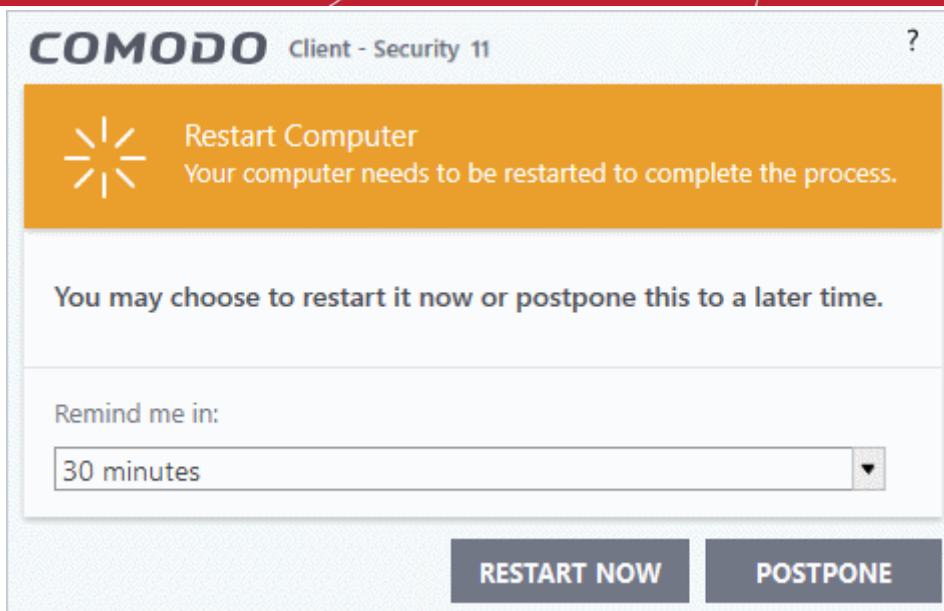 COMODO Client - Security 11 ?
Restart Computer
Your computer needs to be restarted to complete the process.
You may choose to restart it now or postpone this to a later time.
Remind me in:
30 minutes
RESTART NOW POSTPONE